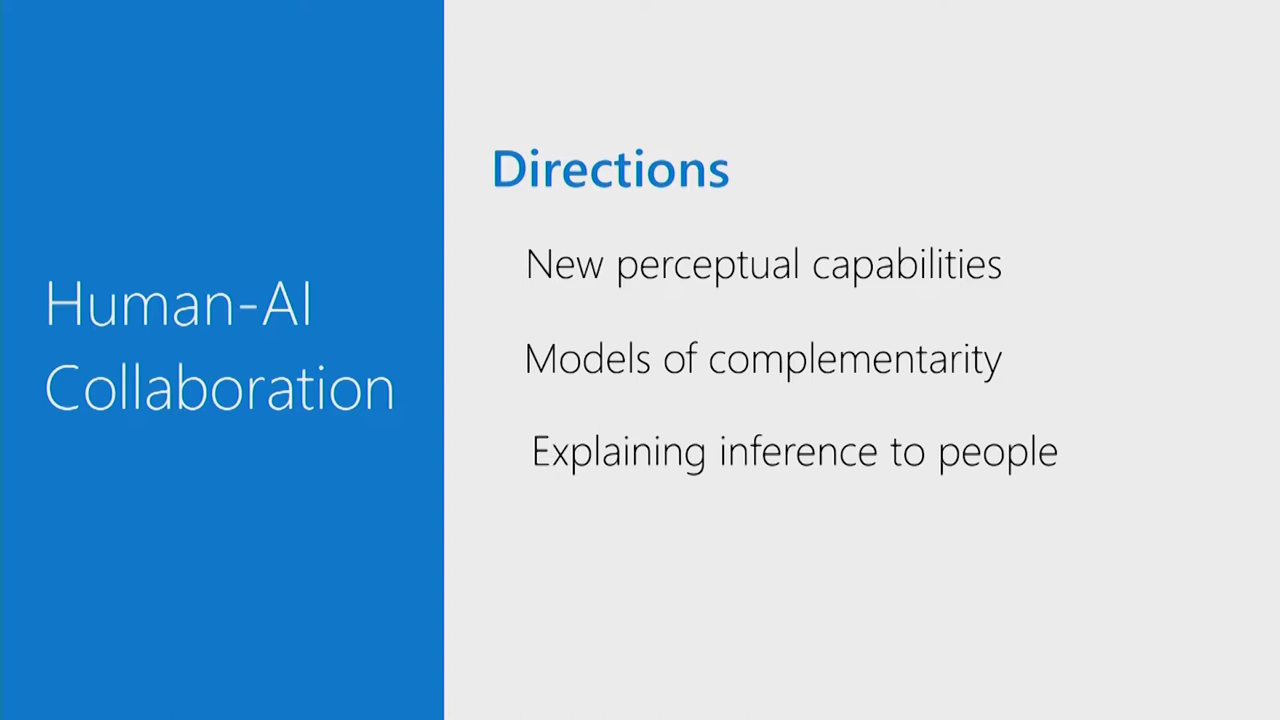 Human-AI
Collaboration
Directions
New perceptual capabilities
Models of complementarity
Explaining inference to people